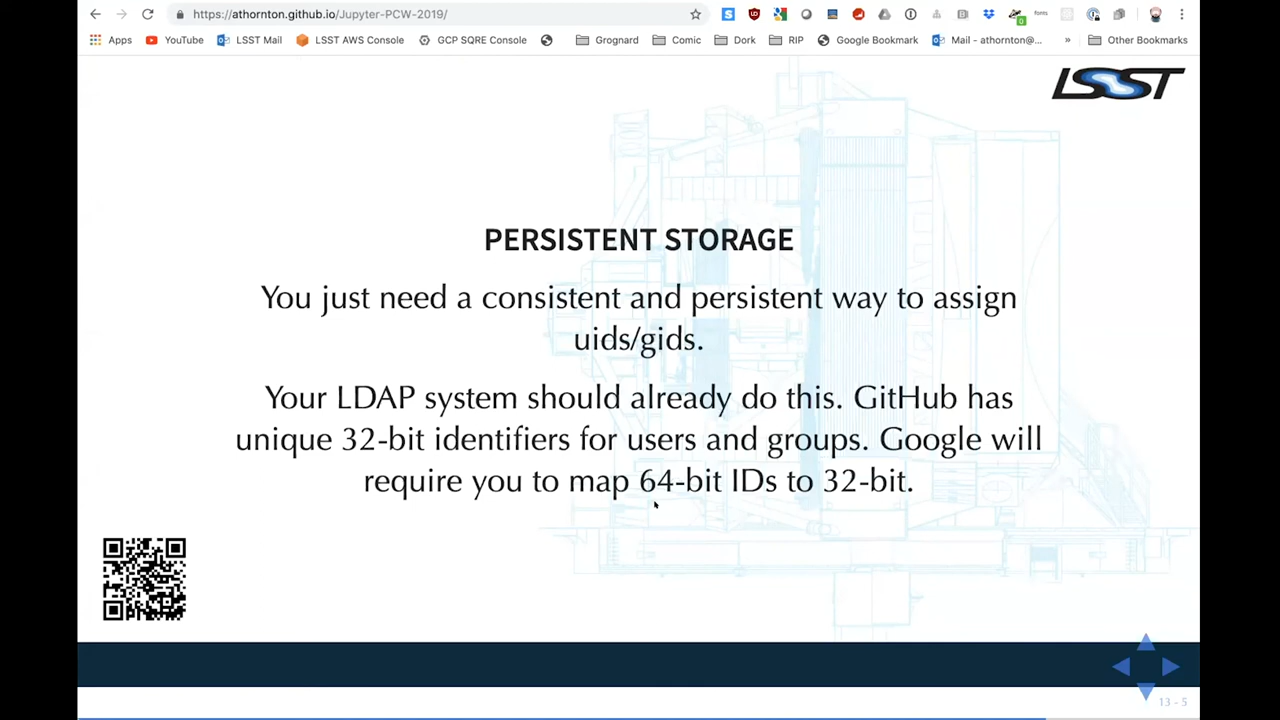 https://athornton.github.io/Jupyter-PCW-2019/
Apps YouTube LSST Mail LSST AWS Console GCP SQRE Console Grognard Comic Dork RIP Google Bookmark Mail - athornton@... » Other Bookmarks
LSST
PERSISTENT STORAGE
You just need a consistent and persistent way to assign
uids/gids.
Your LDAP system should already do this. GitHub has
unique 32-bit identifiers for users and groups. Google will
require you to map 64-bit IDs to 32-bit.
13 - 5